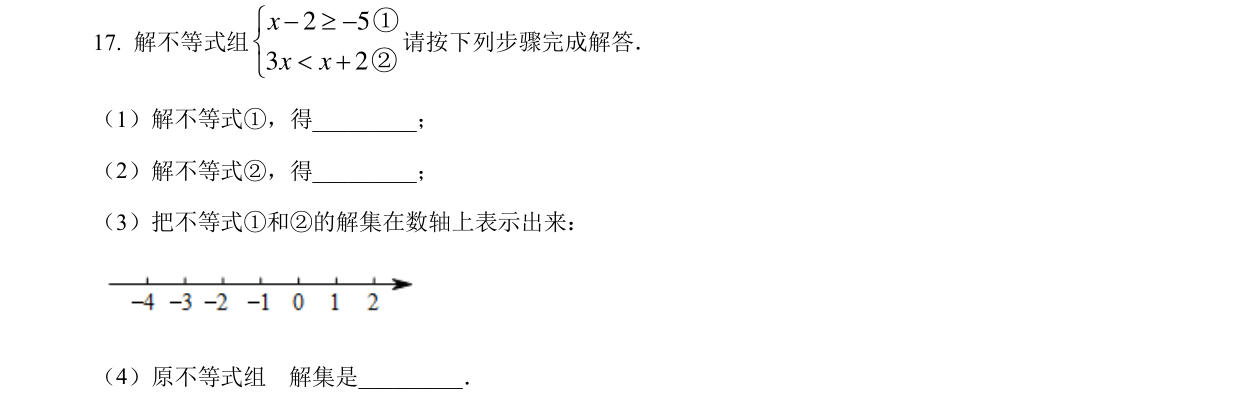 17. 解不等式组{x−2≥−5① 请按下列步骤完成解答.
3x<x+2②
（1）解不等式①，得_________；
（2）解不等式②，得_________；
（3）把不等式①和②的解集在数轴上表示出来：
−4 −3 −2 −1 0 1 2
（4）原不等式组 解集是_________.